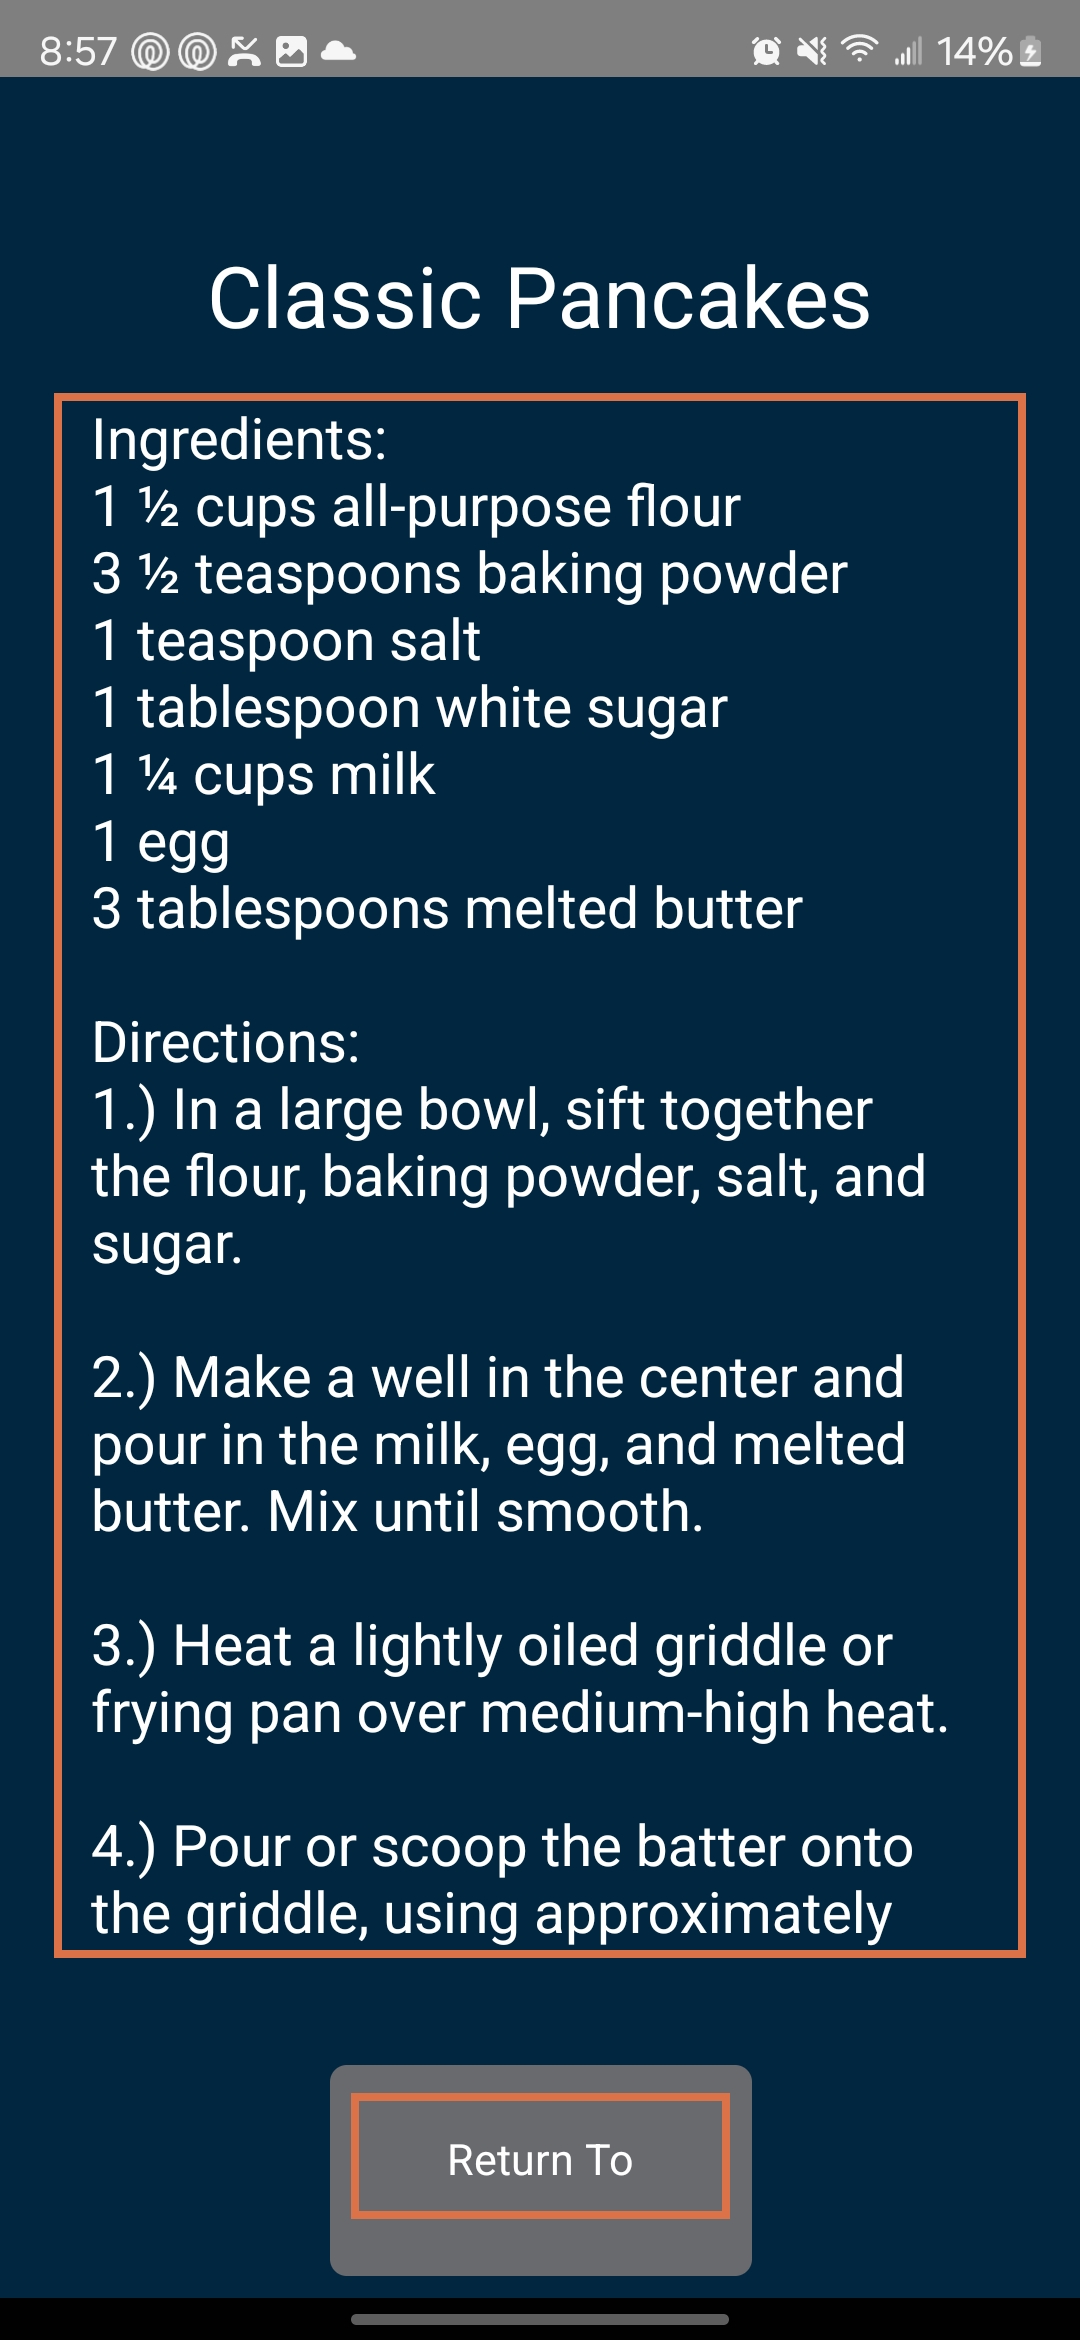 8:57
14%
Classic Pancakes
Ingredients:
1 ½ cups all-purpose flour
3 ½ teaspoons baking powder
1 teaspoon salt
1 tablespoon white sugar
1 ¼ cups milk
1 egg
3 tablespoons melted butter
Directions:
1.) In a large bowl, sift together
the flour, baking powder, salt, and
sugar.
2.) Make a well in the center and
pour in the milk, egg, and melted
butter. Mix until smooth.
3.) Heat a lightly oiled griddle or
frying pan over medium-high heat.
4.) Pour or scoop the batter onto
the griddle, using approximately
Return To